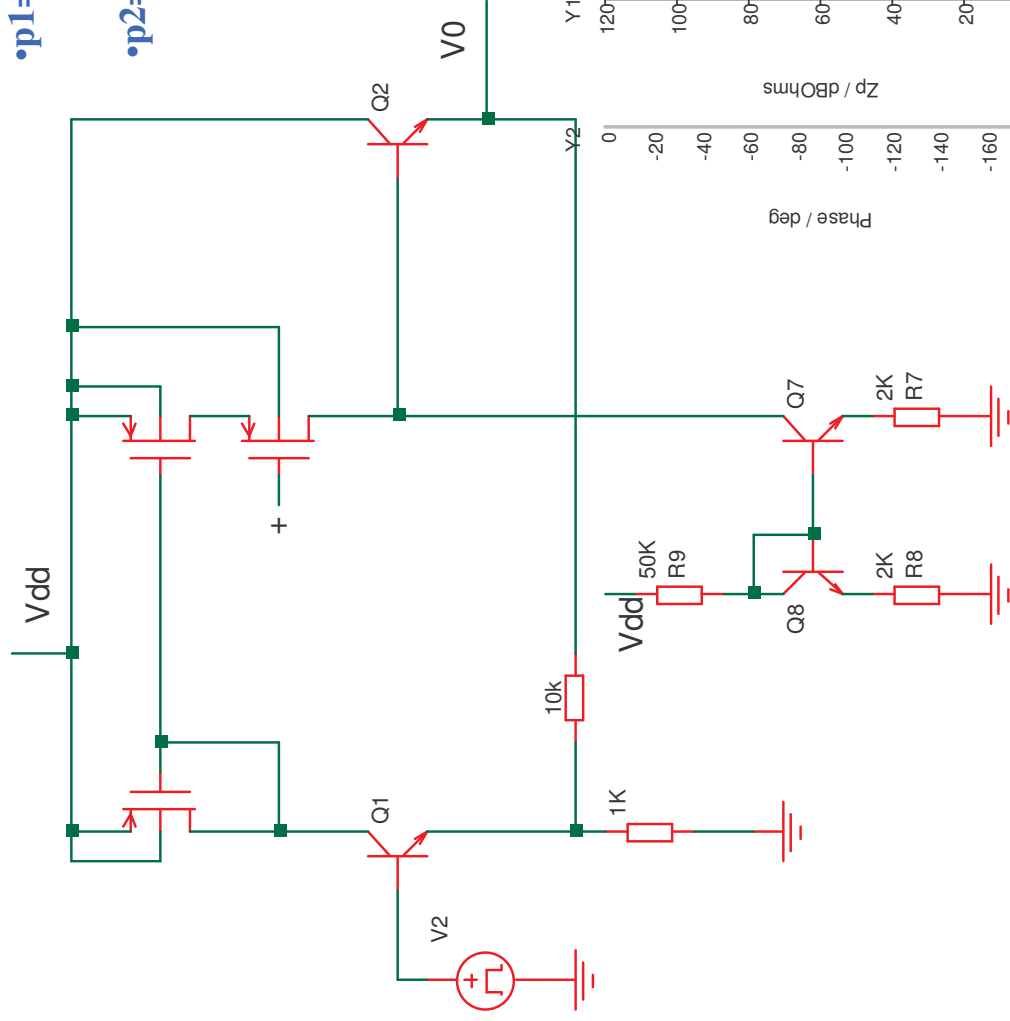 •p1=
•p2=
Vdd
V0
Q2
+
Q1
V2
10k
1K
Vdd
50K
R9
Q8
2K
R8
Q7
2K
R7
Y1
120
100
80
60
40
20
Zp / dBOhms
Y2
0
-20
-40
-60
-80
-100
-120
-140
-160
Phase / deg